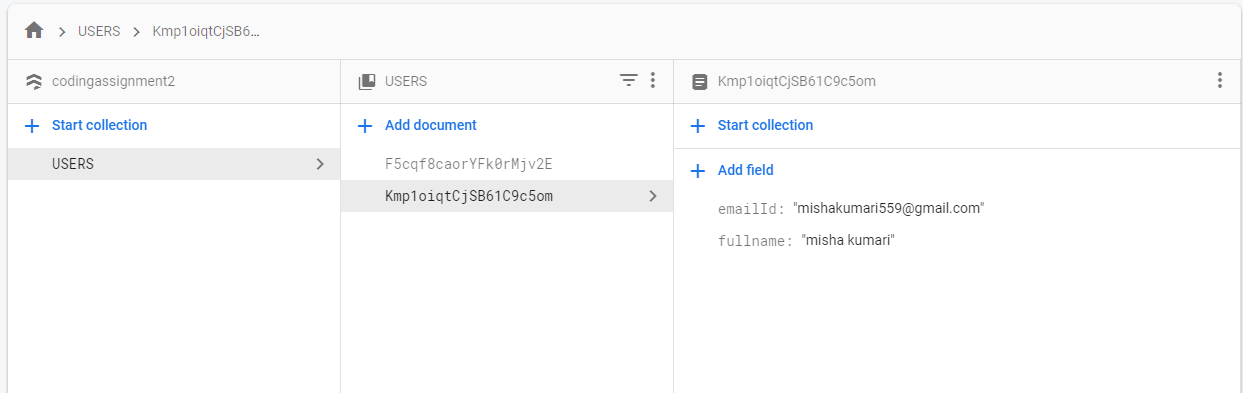 USERS Kmp1oiqtCjSB6...
codingassignment2
USERS
Kmp1oiqtCjSB61C9c5om
Start collection
Add document
Start collection
USERS
F5cqf8caorYFk0rMjv2E
Kmp1oiqtCjSB61C9c5om
Add field
emailId: "mishakumari559@gmail.com"
fullname: "misha kumari"